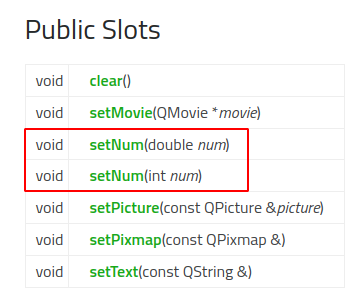 Public Slots
void clear()
void setMovie(QMovie *movie)
void setNum(double num)
void setNum(int num)
void setPicture(const QPicture &picture)
void setPixmap(const QPixmap &)
void setText(const QString &)